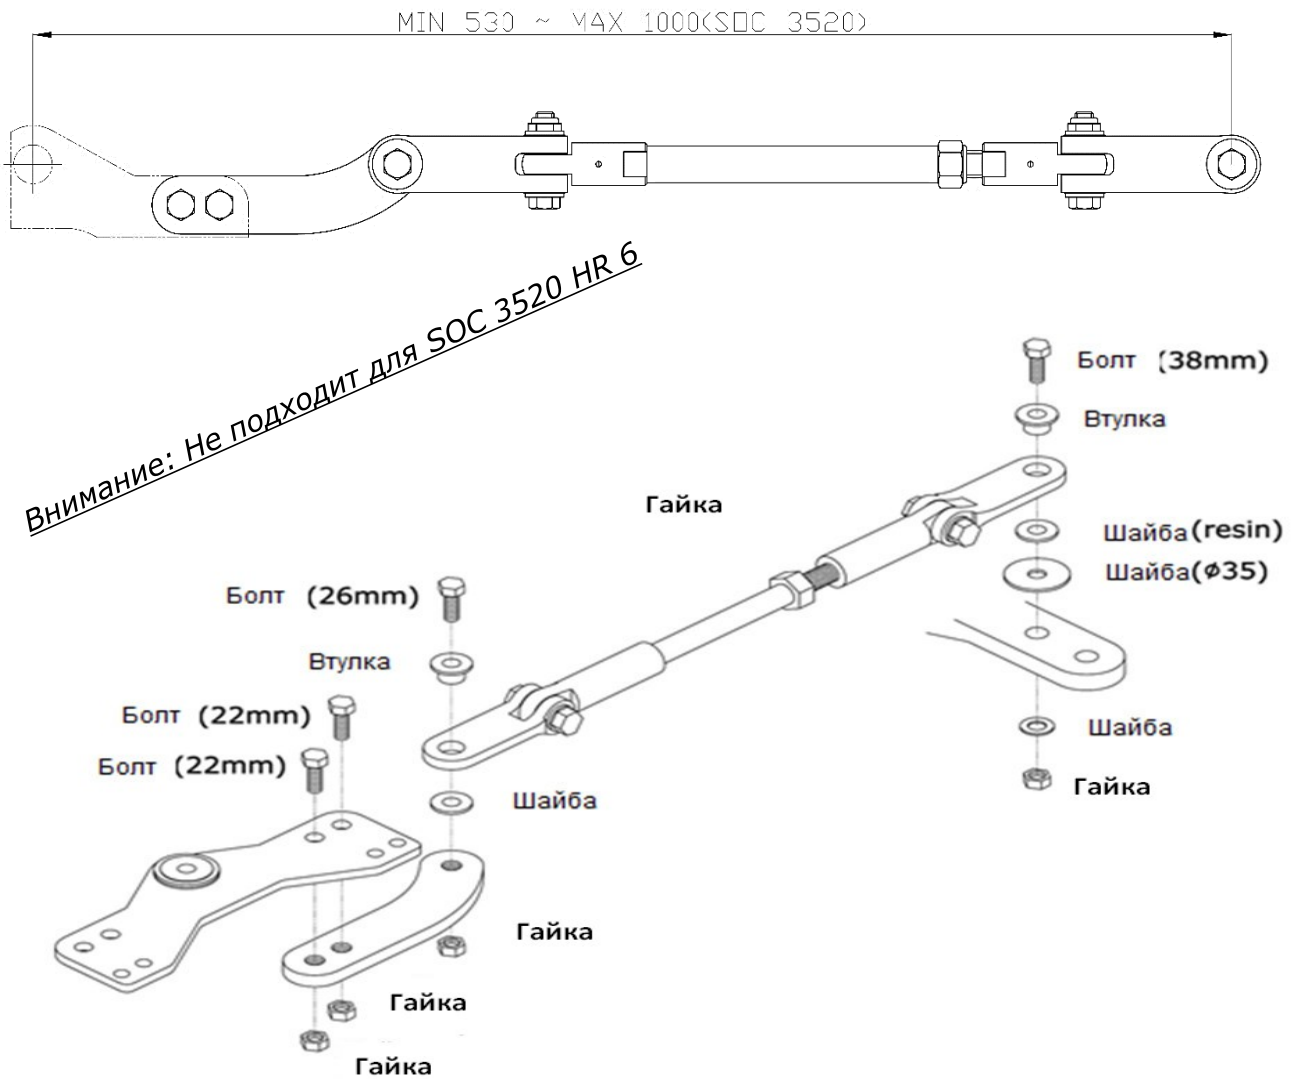 MIN 530 ~ MAX 1000(SOC 3520)
Внимание: Не подходит для SOC 3520 HR 6
Болт (38mm)
Втулка
Гайка
Шайба(resin)
Шайба(ø35)
Болт (26mm)
Втулка
Болт (22mm)
Шайба
Болт (22mm)
Гайка
Шайба
Гайка
Гайка
Гайка